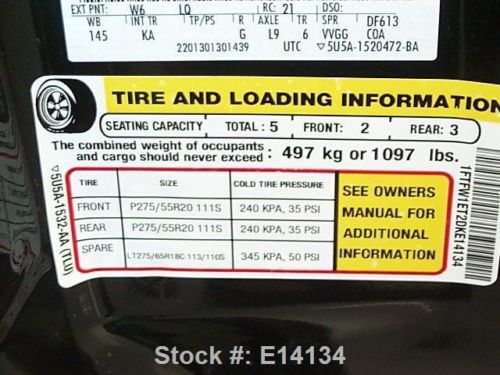 EXT PNT: W6 LQ RC: 21 DSO:
WB INT TR TP/PS R AXLE TR SPR DF613
145 KA G L9 6 VVGG COA
2201301301439 UTC ▽5U5A-1520472-BA
TIRE AND LOADING INFORMATION
SEATING CAPACITY TOTAL: 5 FRONT: 2 REAR: 3
The combined weight of occupants
and cargo should never exceed: 497 kg or 1097 lbs.
TIRE SIZE COLD TIRE PRESSURE
FRONT P275/55R20 111S 240 KPA, 35 PSI
REAR P275/55R20 111S 240 KPA, 35 PSI
SPARE LT275/65R18C 113/110S 345 KPA, 50 PSI
SEE OWNERS
MANUAL FOR
ADDITIONAL
INFORMATION
▽5U5A-1532-AA (TLU)
1FTFW1ET2DKE14134
Stock #: E14134